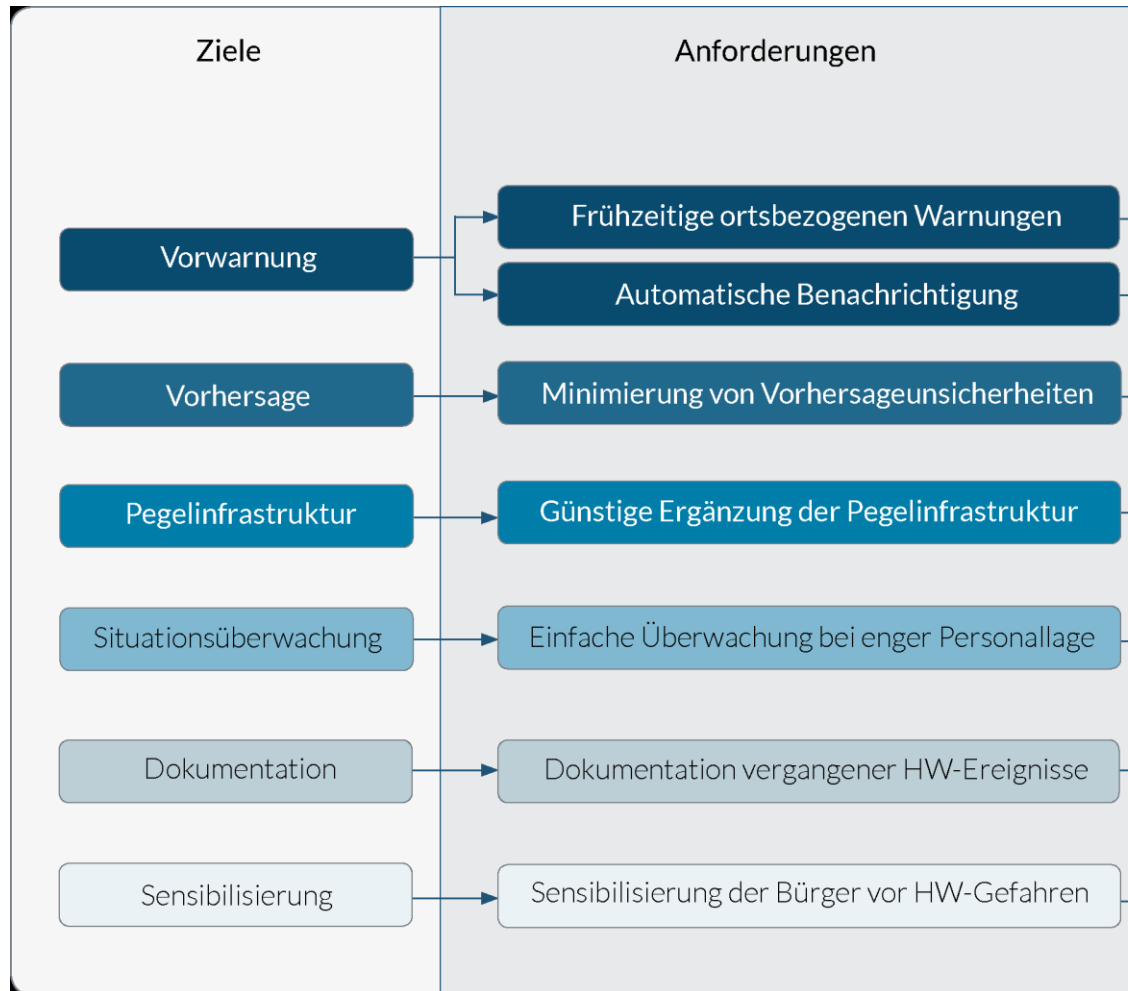 Ziele
Anforderungen
Vorwarnung
Frühzeitige ortsbezogenen Warnungen
Automatische Benachrichtigung
Vorhersage
Minimierung von Vorhersageunsicherheiten
Pegelinfrastruktur
Günstige Ergänzung der Pegelinfrastruktur
Situationsüberwachung
Einfache Überwachung bei enger Personallage
Dokumentation
Dokumentation vergangener HW-Ereignisse
Sensibilisierung
Sensibilisierung der Bürger vor HW-Gefahren